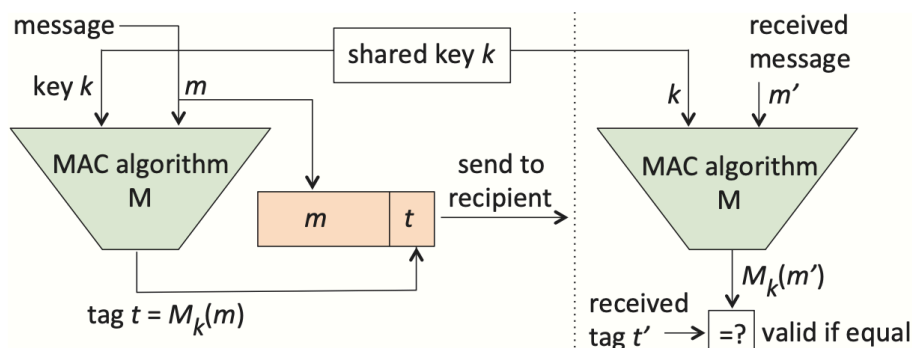 message
shared key k
received
message
key k
m
k
m'
MAC algorithm
M
send to
recipient
MAC algorithm
M
m
t
tag t = Mk(m)
Mk(m')
received
tag t'
=?
valid if equal